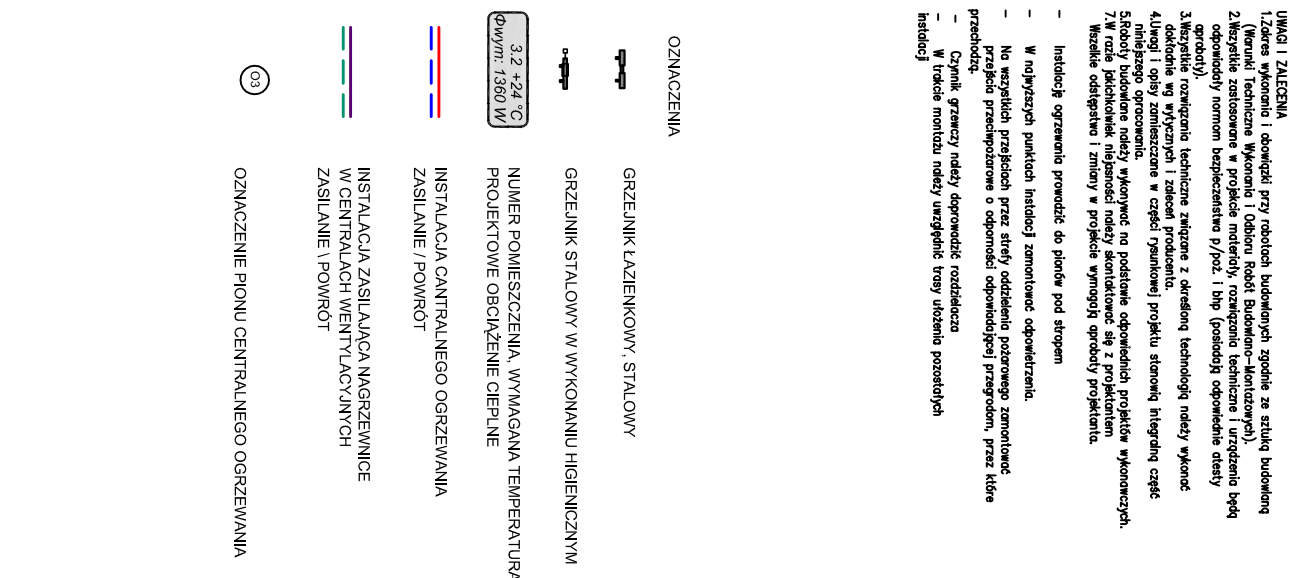 UWAGI I ZALECENIA
1.Zakres wykonania i obowiązki przy robotach budowlanych zgodnie ze sztuką budowlaną
(Warunki Techniczne Wykonania i Odbioru Robót Budowlano-Montażowych).
2.Wszystkie zastosowane w projekcie materiały, rozwiązania techniczne i urządzenia będą
odpowiadały normom bezpieczeństwa p/poż. i bhp (posiadają odpowiednie atesty
aprobaty).
3.Wszystkie rozwiązania techniczne związane z określoną technologią należy wykonać
dokładnie wg wytycznych i zaleceń producenta.
4.Uwagi i opisy zamieszczane w części rysunkowej projektu stanowią integralną część
niniejszego opracowania.
5.Roboty budowlane należy wykonywać na podstawie odpowiednich projektów wykonawczych.
7.W razie jakichkolwiek niejasności należy skontaktować się z projektantem
Wszelkie odstępstwa i zmiany w projekcie wymagają aprobaty projektanta.
- Instalację ogrzewania prowadzić do pionów pod stropem
- W najwyższych punktach instalacji zamontować odpowietrzenia.
- Na wszystkich przejściach przez strefy oddzielenia pożarowego zamontować
przejścia przeciwpożarowe o odporności odpowiadającej przegrodom, przez które
przechodzą.
- Czynnik grzewczy należy doprowadzić rozdzielacza
- W trakcie montażu należy uwzględnić trasy ułożenia pozostałych
instalacji
OZNACZENIA
GRZEJNIK ŁAZIENKOWY, STALOWY
GRZEJNIK STALOWY W WYKONANIU HIGIENICZNYM
3.2 +24 °C
Φwym: 1360 W
NUMER POMIESZCZENIA, WYMAGANA TEMPERATURA
PROJEKTOWE OBCIĄŻENIE CIEPLNE
INSTALACJA CANTRALNEGO OGRZEWANIA
ZASILANIE / POWRÓT
INSTALACJA ZASILAJĄCA NAGRZEWNICE
W CENTRALACH WENTYLACYJNYCH
ZASILANIE \ POWRÓT
O3
OZNACZENIE PIONU CENTRALNEGO OGRZEWANIA